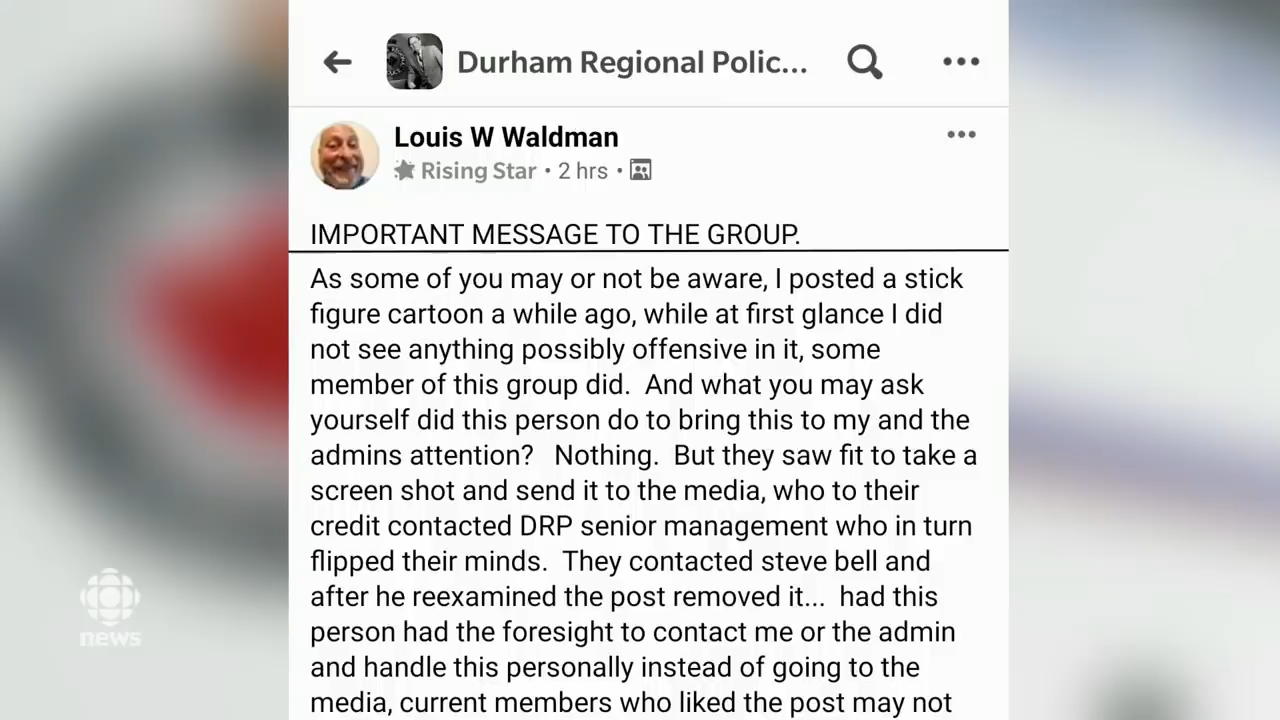 Durham Regional Polic...
Louis W Waldman
Rising Star • 2 hrs •
IMPORTANT MESSAGE TO THE GROUP.
As some of you may or not be aware, I posted a stick
figure cartoon a while ago, while at first glance I did
not see anything possibly offensive in it, some
member of this group did.  And what you may ask
yourself did this person do to bring this to my and the
admins attention?   Nothing.  But they saw fit to take a
screen shot and send it to the media, who to their
credit contacted DRP senior management who in turn
flipped their minds.  They contacted steve bell and
after he reexamined the post removed it...  had this
person had the foresight to contact me or the admin
and handle this personally instead of going to the
media, current members who liked the post may not
news